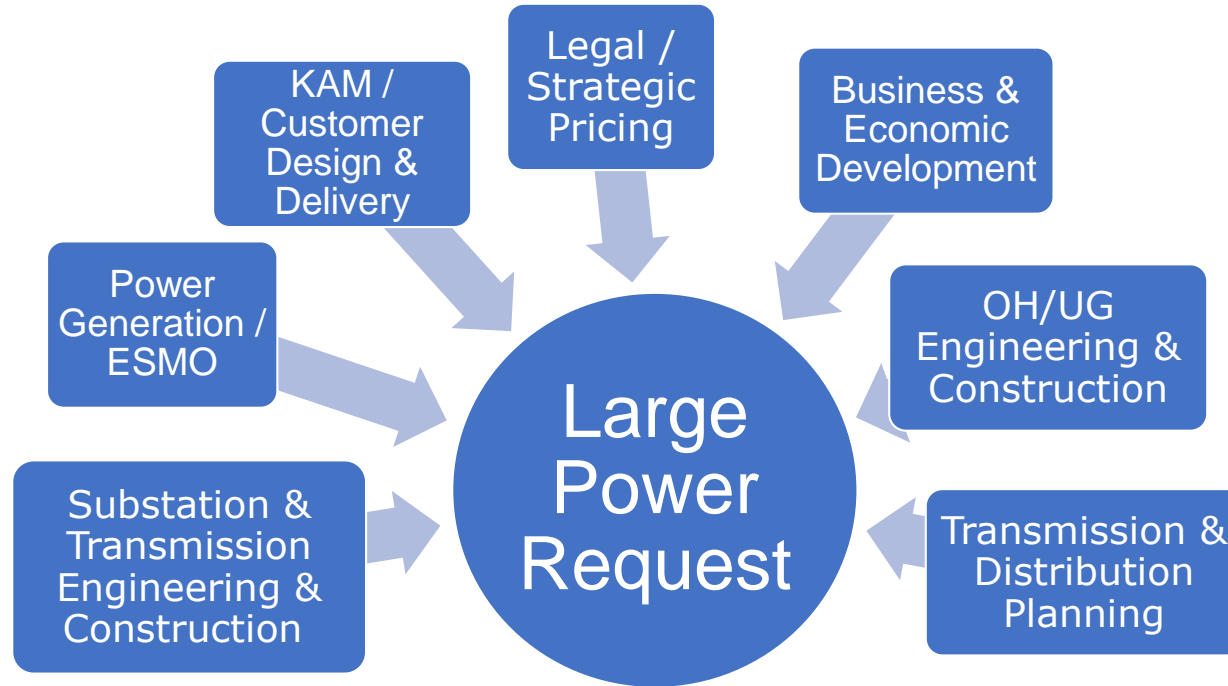 Legal /
Strategic
Pricing
KAM /
Customer
Design &
Delivery
Business &
Economic
Development
Power
Generation /
ESMO
OH/UG
Engineering &
Construction
Large
Power
Request
Substation &
Transmission
Engineering &
Construction
Transmission &
Distribution
Planning